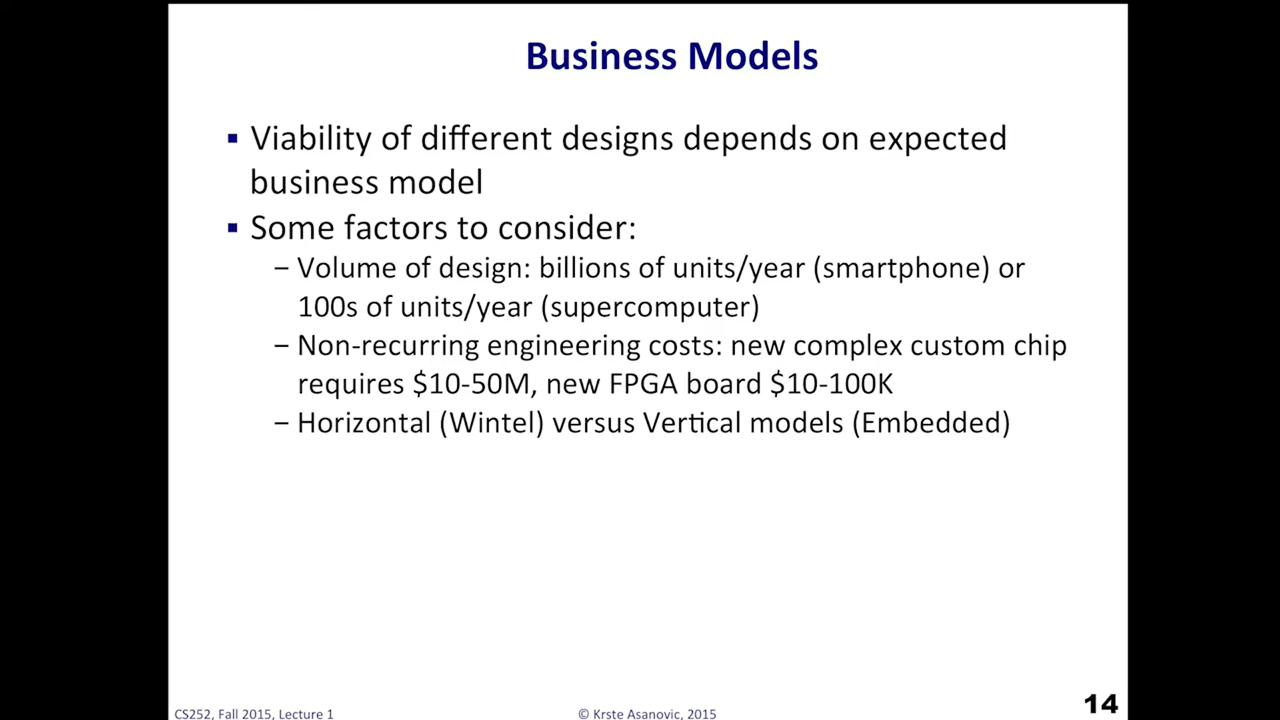 Business Models
▪ Viability of different designs depends on expected
business model
▪ Some factors to consider:
– Volume of design: billions of units/year (smartphone) or
100s of units/year (supercomputer)
– Non-recurring engineering costs: new complex custom chip
requires $10-50M, new FPGA board $10-100K
– Horizontal (Wintel) versus Vertical models (Embedded)
CS252, Fall 2015, Lecture 1
© Krste Asanovic, 2015
14